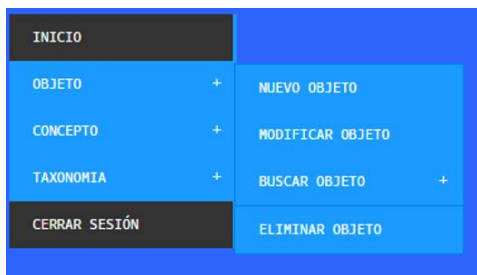 INICIO
OBJETO +
CONCEPTO +
TAXONOMIA +
CERRAR SESIÓN
NUEVO OBJETO
MODIFICAR OBJETO
BUSCAR OBJETO +
ELIMINAR OBJETO